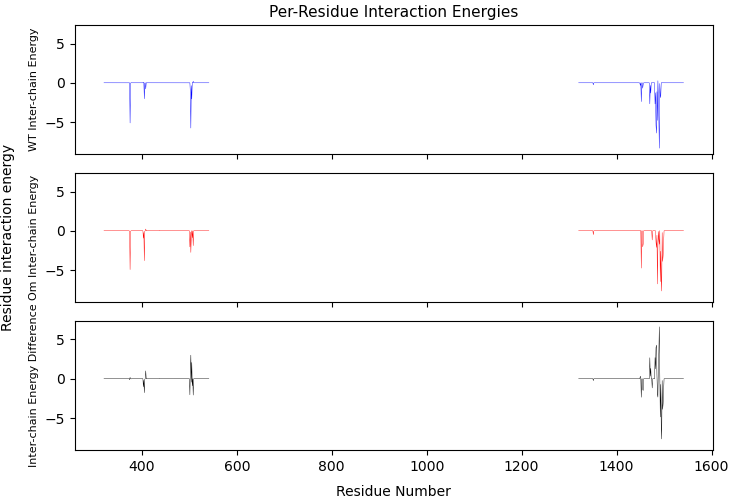 Per-Residue Interaction Energies
Residue interaction energy
WT Inter-chain Energy
5
0
−5
Om Inter-chain Energy
5
0
−5
Inter-chain Energy Difference
5
0
−5
400
600
800
1000
1200
1400
1600
Residue Number